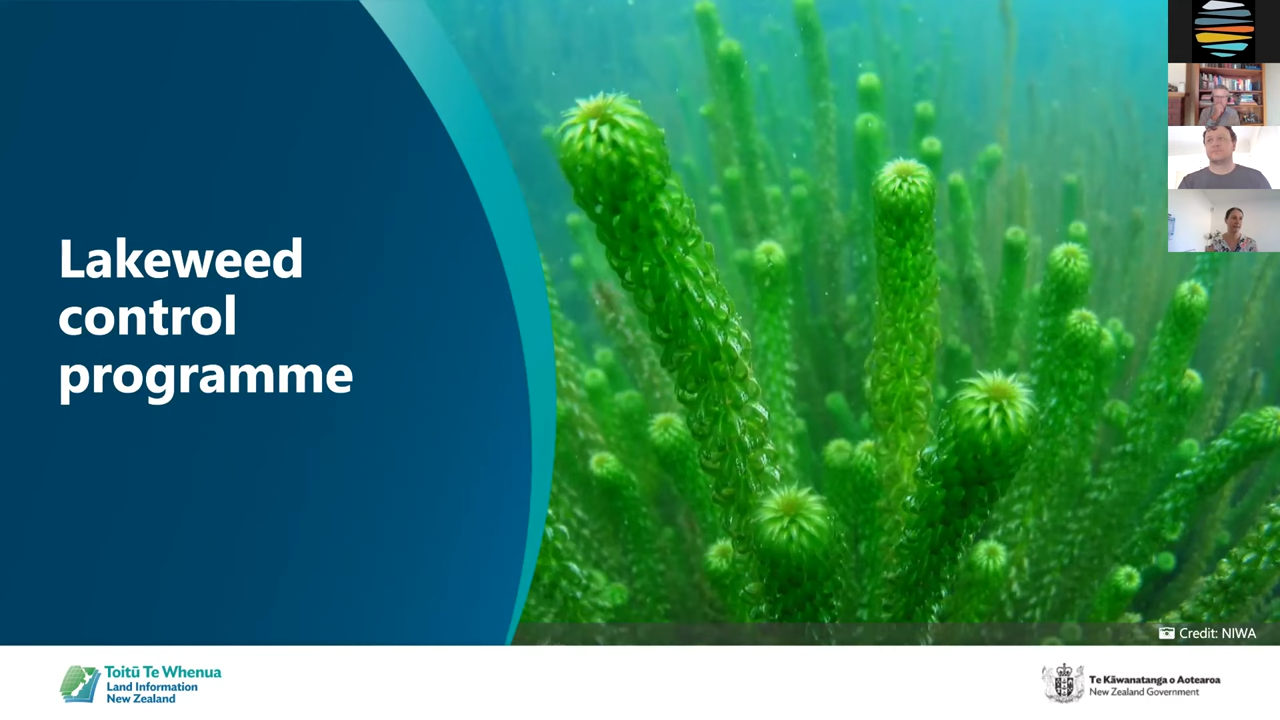 Lakeweed
control
programme
Credit: NIWA
Toitū Te Whenua
Land Information
New Zealand
Te Kāwanatanga o Aotearoa
New Zealand Government